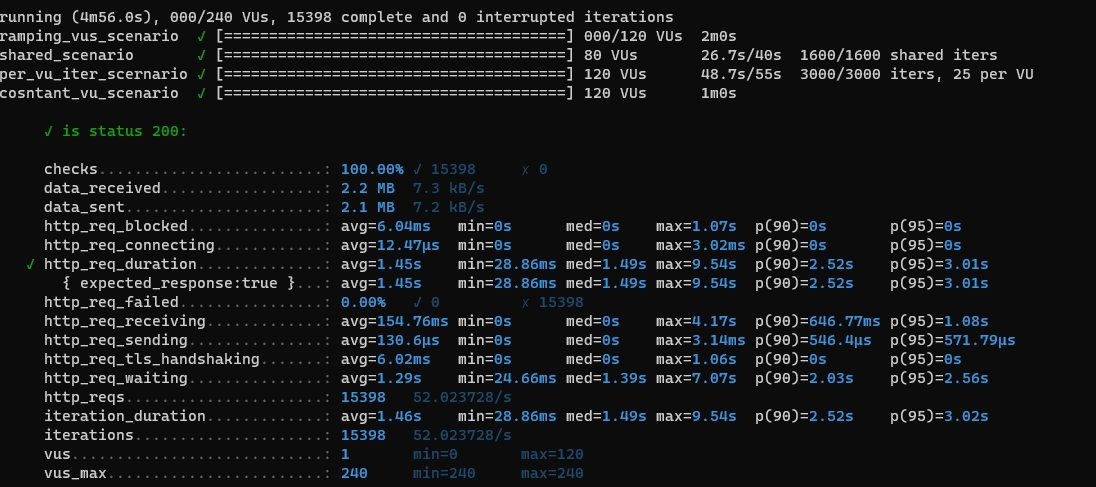 running (4m56.0s), 000/240 VUs, 15398 complete and 0 interrupted iterations
ramping_vus_scenario ✓ [======================================] 000/120 VUs 2m0s
shared_scenario ✓ [======================================] 80 VUs 26.7s/40s 1600/1600 shared iters
per_vu_iter_scernario ✓ [======================================] 120 VUs 48.7s/55s 3000/3000 iters, 25 per VU
cosntant_vu_scenario ✓ [======================================] 120 VUs 1m0s
✓ is status 200:
checks.........................: 100.00% ✓ 15398 ✗ 0
data_received..................: 2.2 MB 7.3 kB/s
data_sent......................: 2.1 MB 7.2 kB/s
http_req_blocked...............: avg=6.04ms min=0s med=0s max=1.07s p(90)=0s p(95)=0s
http_req_connecting............: avg=12.47µs min=0s med=0s max=3.02ms p(90)=0s p(95)=0s
✓ http_req_duration..............: avg=1.45s min=28.86ms med=1.49s max=9.54s p(90)=2.52s p(95)=3.01s
{ expected_response:true }...: avg=1.45s min=28.86ms med=1.49s max=9.54s p(90)=2.52s p(95)=3.01s
http_req_failed................: 0.00% ✓ 0 ✗ 15398
http_req_receiving.............: avg=154.76ms min=0s med=0s max=4.17s p(90)=646.77ms p(95)=1.08s
http_req_sending...............: avg=130.6µs min=0s med=0s max=3.14ms p(90)=546.4µs p(95)=571.79µs
http_req_tls_handshaking.......: avg=6.02ms min=0s med=0s max=1.06s p(90)=0s p(95)=0s
http_req_waiting...............: avg=1.29s min=24.66ms med=1.39s max=7.07s p(90)=2.03s p(95)=2.56s
http_reqs......................: 15398 52.023728/s
iteration_duration.............: avg=1.46s min=28.86ms med=1.49s max=9.54s p(90)=2.52s p(95)=3.02s
iterations.....................: 15398 52.023728/s
vus............................: 1 min=0 max=120
vus_max........................: 240 min=240 max=240